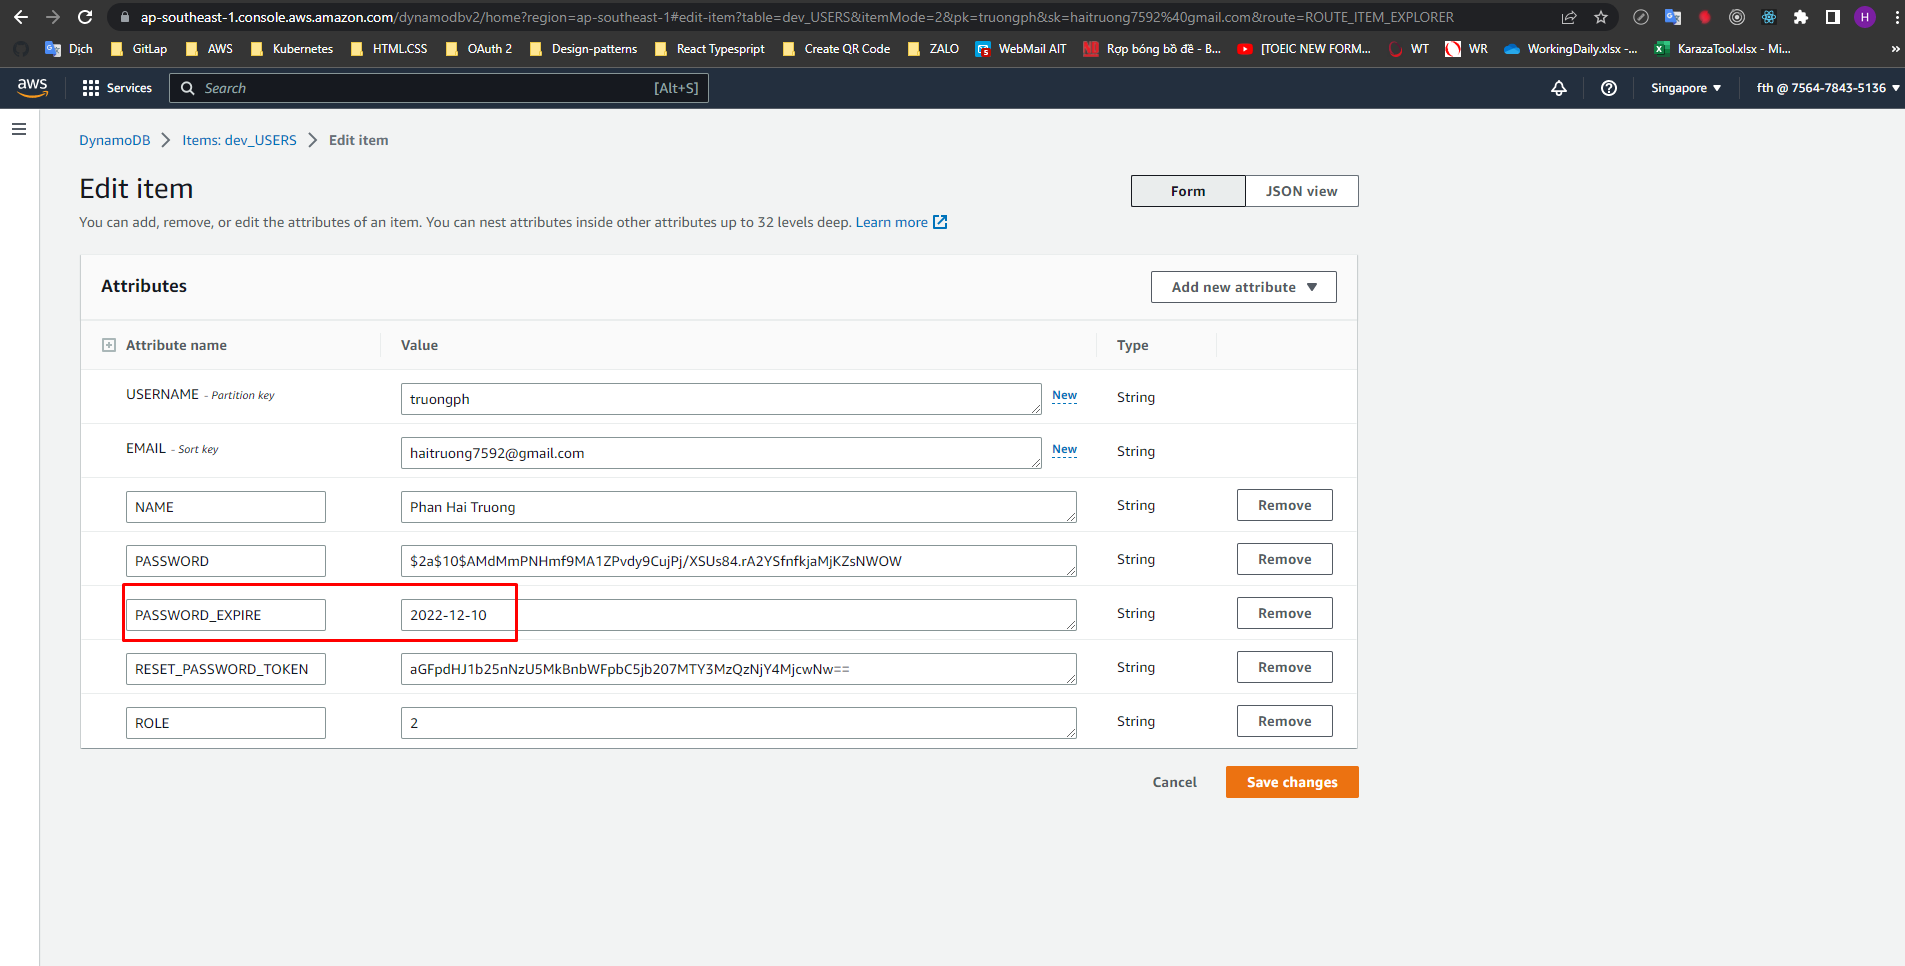 ap-southeast-1.console.aws.amazon.com/dynamodbv2/home?region=ap-southeast-1#edit-item?table=dev_USERS&itemMode=2&pk=truongph&sk=haitruong7592%40gmail.com&route=ROUTE_ITEM_EXPLORER
H
Dịch GitLap AWS Kubernetes HTML.CSS OAuth 2 Design-patterns React Typespript Create QR Code ZALO WebMail AIT Rợp bóng bồ đề - B... [TOEIC NEW FORM... WT WR WorkingDaily.xlsx -... KarazaTool.xlsx - Mi... »
aws Services Search [Alt+S] Singapore ▼ fth @ 7564-7843-5136 ▼
DynamoDB > Items: dev_USERS > Edit item
Edit item
Form JSON view
You can add, remove, or edit the attributes of an item. You can nest attributes inside other attributes up to 32 levels deep. Learn more
Attributes
Add new attribute ▼
Attribute name Value Type
USERNAME - Partition key truongph New String
EMAIL - Sort key haitruong7592@gmail.com New String
NAME Phan Hai Truong String Remove
PASSWORD $2a$10$AMdMmPNHmf9MA1ZPvdy9CujPj/XSUs84.rA2YSfnfkjaMjKZsNWOW String Remove
PASSWORD_EXPIRE 2022-12-10 String Remove
RESET_PASSWORD_TOKEN aGFpdHJ1b25nNzU5MkBnbWFpbC5jb207MTY3MzQzNjY4MjcwNw== String Remove
ROLE 2 String Remove
Cancel Save changes